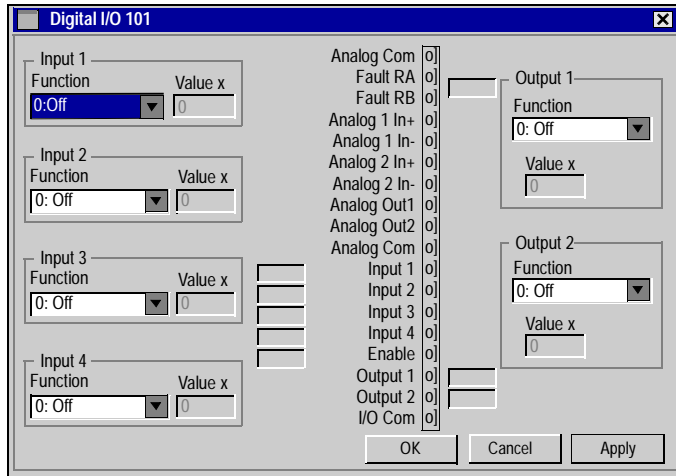 Digital I/O 101
Input 1
Function
Value x
0:Off
0
Input 2
Function
Value x
0: Off
0
Input 3
Function
Value x
0: Off
0
Input 4
Function
Value x
0: Off
0
Analog Com o]
Fault RA o]
Fault RB o]
Analog 1 In+ o]
Analog 1 In- o]
Analog 2 In+ o]
Analog 2 In- o]
Analog Out1 o]
Analog Out2 o]
Analog Com o]
Input 1 o]
Input 2 o]
Input 3 o]
Input 4 o]
Enable o]
Output 1 o]
Output 2 o]
I/O Com o]
Output 1
Function
0: Off
Value x
0
Output 2
Function
0: Off
Value x
0
OK
Cancel
Apply